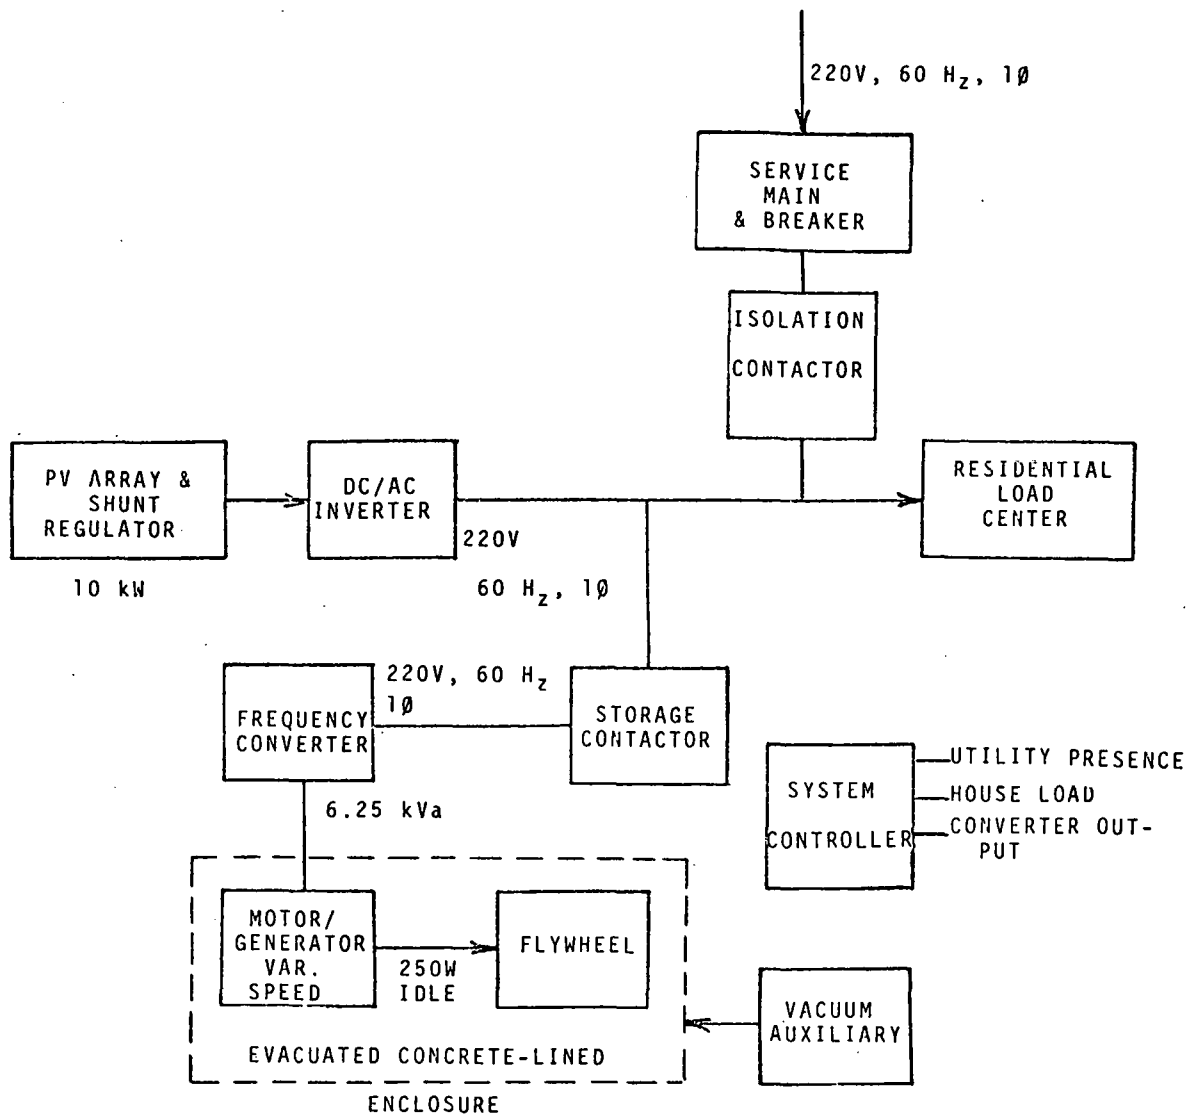 220V, 60 Hz, 1Ø
SERVICE
MAIN
& BREAKER
ISOLATION
CONTACTOR
PV ARRAY &
SHUNT
REGULATOR
10 kW
DC/AC
INVERTER
220V
60 Hz, 1Ø
RESIDENTIAL
LOAD
CENTER
220V, 60 Hz
1Ø
FREQUENCY
CONVERTER
STORAGE
CONTACTOR
6.25 kVa
SYSTEM
CONTROLLER
UTILITY PRESENCE
HOUSE LOAD
CONVERTER OUT-
PUT
MOTOR/
GENERATOR
VAR.
SPEED
250W
IDLE
FLYWHEEL
EVACUATED CONCRETE-LINED
ENCLOSURE
VACUUM
AUXILIARY